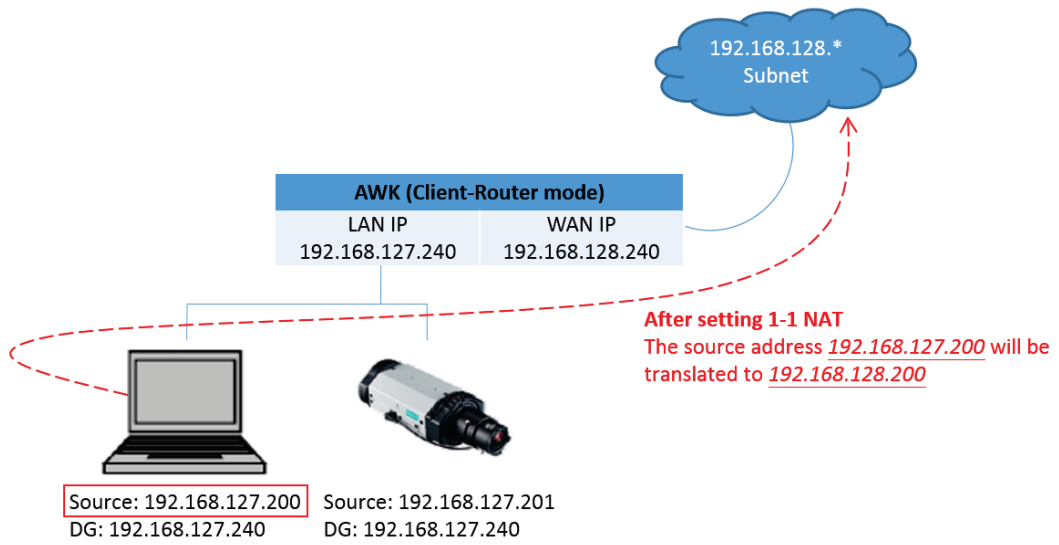 192.168.128.*
Subnet
AWK (Client-Router mode)
LAN IP
192.168.127.240
WAN IP
192.168.128.240
After setting 1-1 NAT
The source address 192.168.127.200 will be
translated to 192.168.128.200
Source: 192.168.127.200
DG: 192.168.127.240
Source: 192.168.127.201
DG: 192.168.127.240